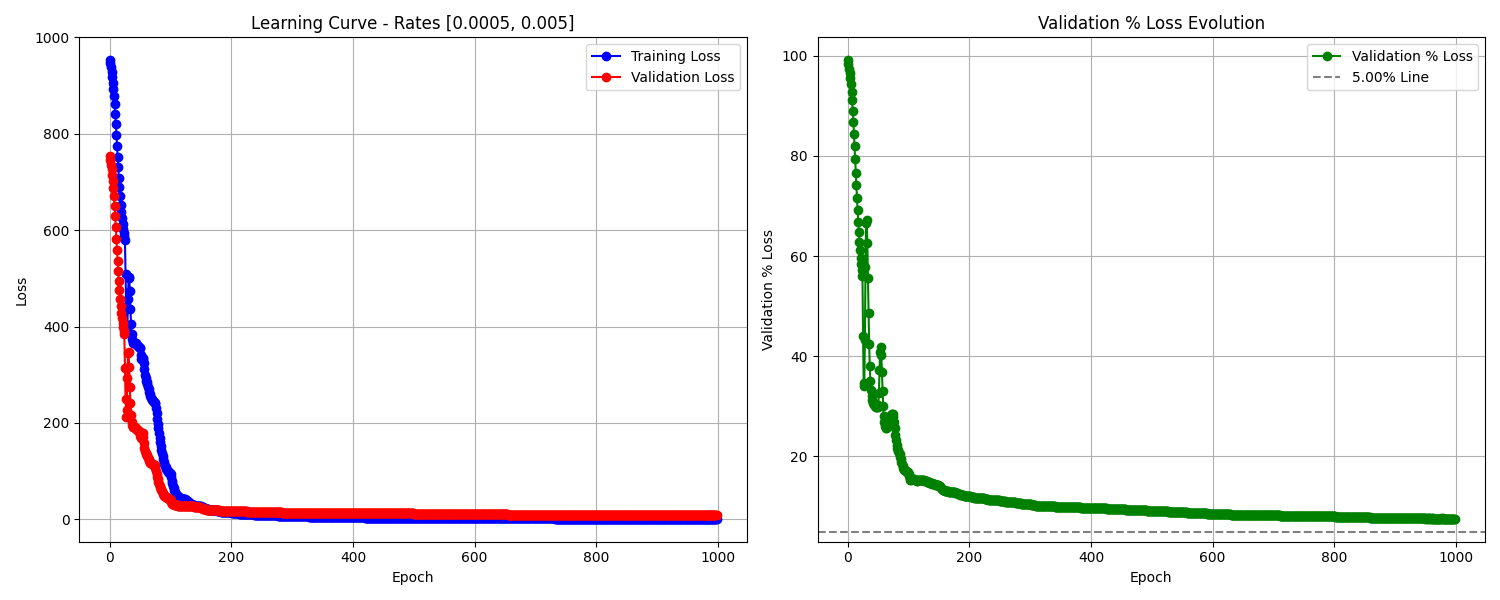 Learning Curve - Rates [0.0005, 0.005]
Loss
1000
800
600
400
200
0
Training Loss
Validation Loss
0 200 400 600 800 1000
Epoch
Validation % Loss Evolution
Validation % Loss
100
80
60
40
20
Validation % Loss
5.00% Line
0 200 400 600 800 1000
Epoch